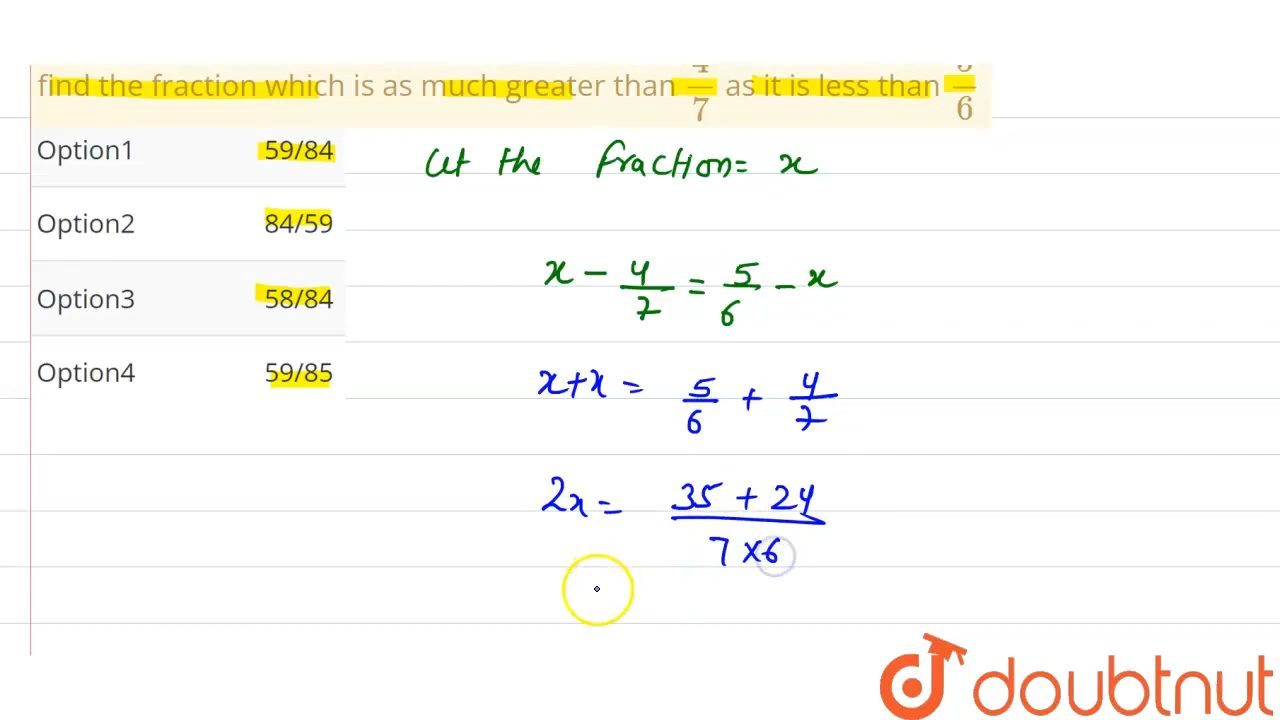 find the fraction which is as much greater than 4/7 as it is less than 5/6
Option1 59/84
Option2 84/59
Option3 58/84
Option4 59/85
let the fraction = x
x - 4/7 = 5/6 - x
x+x = 5/6 + 4/7
2x = 35 + 24 / 7 × 6
doubtnut